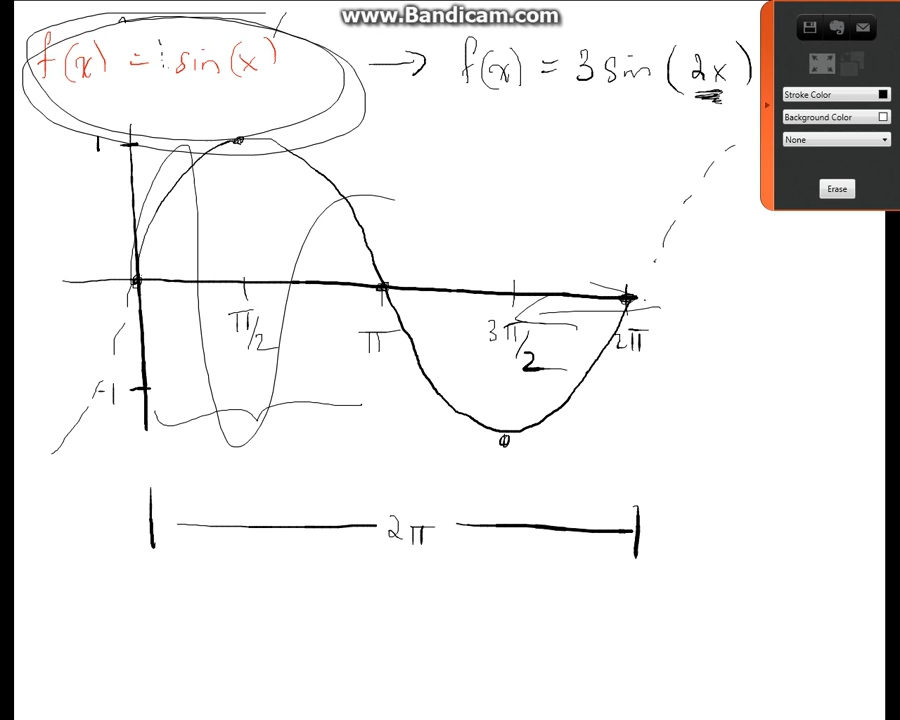 www.Bandicam.com
f(x) = 1 sin(x) → f(x) = 3 sin (2x)
Stroke Color
Background Color
None
Erase
1
π/2
π
3π/2
2π
-1
2π